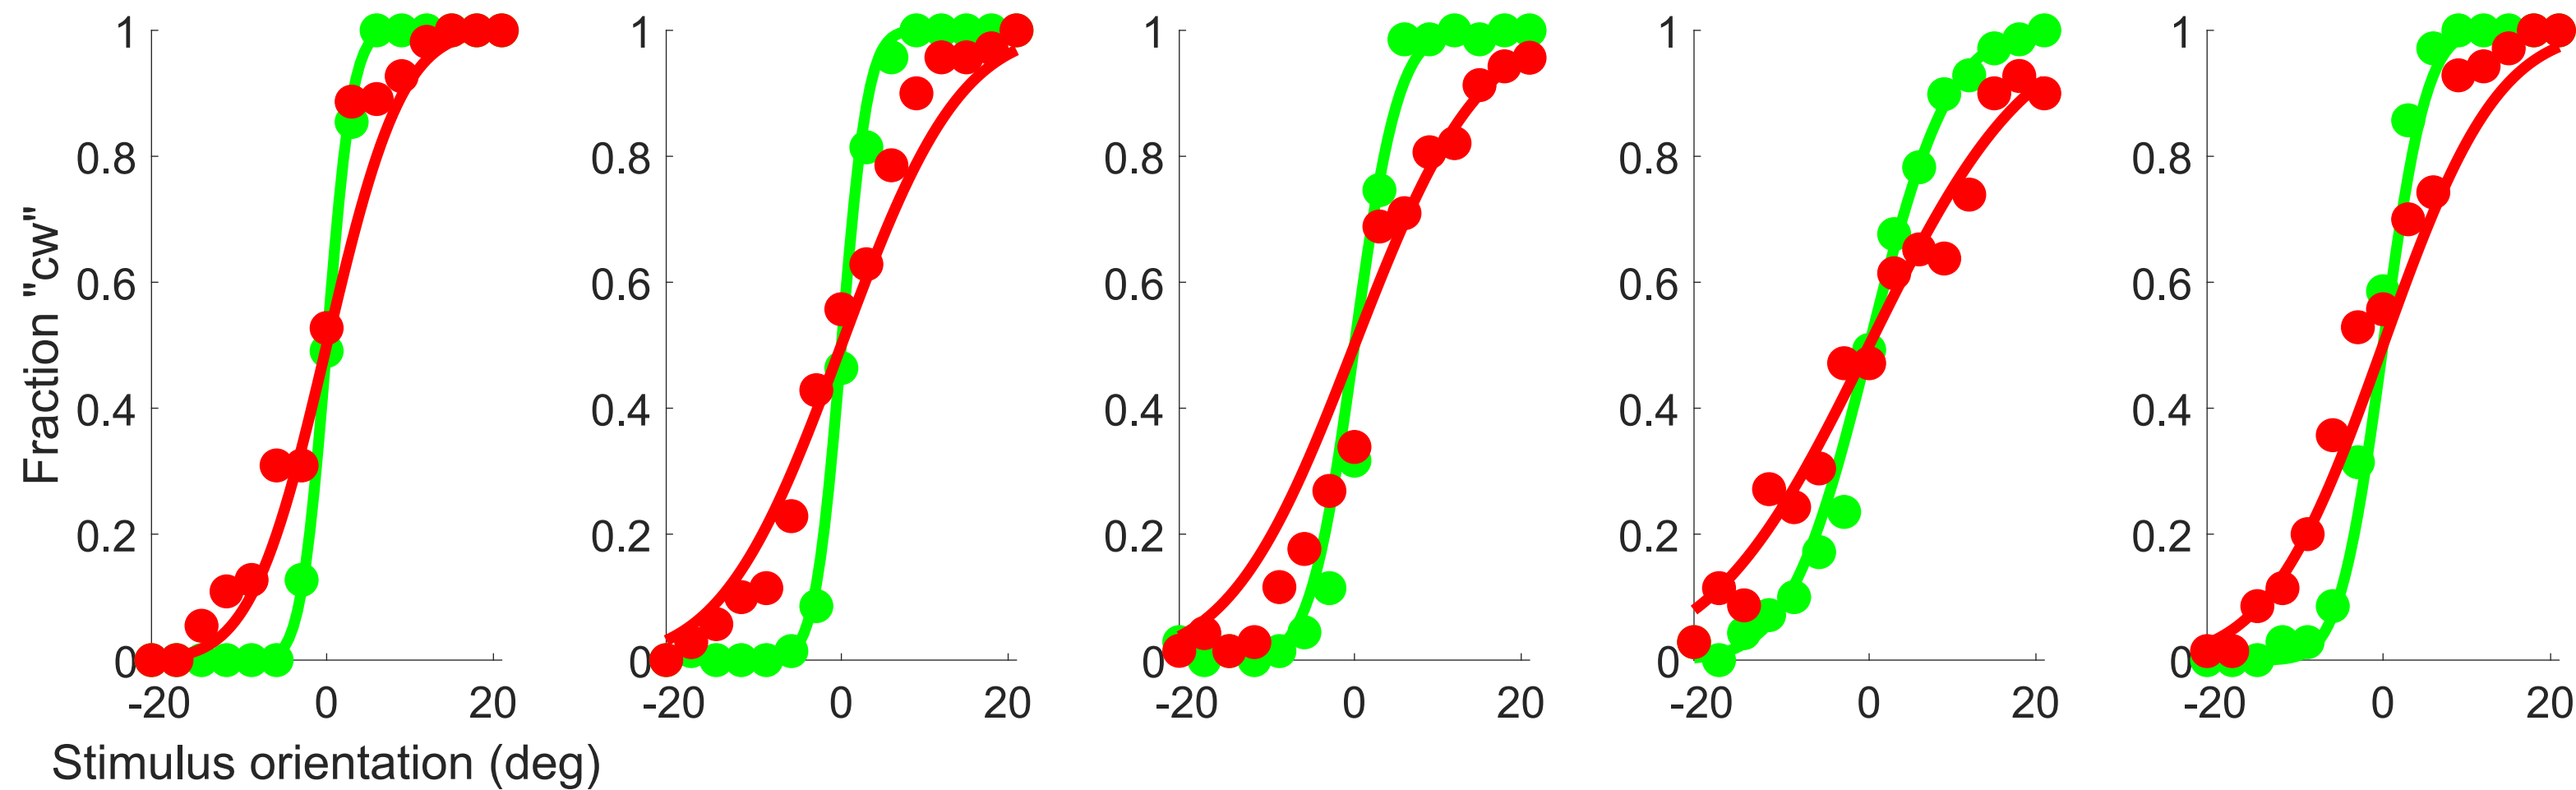 Fraction "cw"
1 1 1 1 1
0.8 0.8 0.8 0.8 0.8
0.6 0.6 0.6 0.6 0.6
0.4 0.4 0.4 0.4 0.4
0.2 0.2 0.2 0.2 0.2
0 0 0 0 0
-20 0 20 -20 0 20 -20 0 20 -20 0 20 -20 0 20
Stimulus orientation (deg)